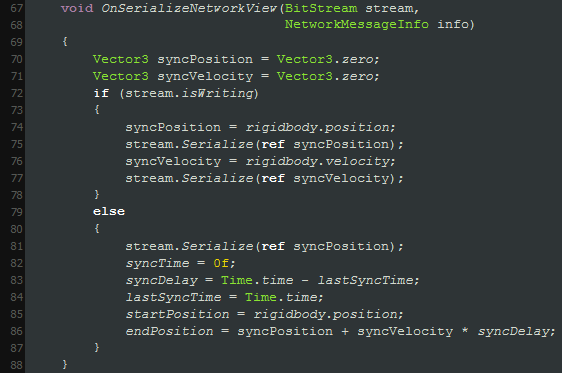 67 void OnSerializeNetworkView(BitStream stream,
68 NetworkMessageInfo info)
69 {
70 Vector3 syncPosition = Vector3.zero;
71 Vector3 syncVelocity = Vector3.zero;
72 if (stream.isWriting)
73 {
74 syncPosition = rigidbody.position;
75 stream.Serialize(ref syncPosition);
76 syncVelocity = rigidbody.velocity;
77 stream.Serialize(ref syncVelocity);
78 }
79 else
80 {
81 stream.Serialize(ref syncPosition);
82 syncTime = 0f;
83 syncDelay = Time.time - lastSyncTime;
84 lastSyncTime = Time.time;
85 startPosition = rigidbody.position;
86 endPosition = syncPosition + syncVelocity * syncDelay;
87 }
88 }